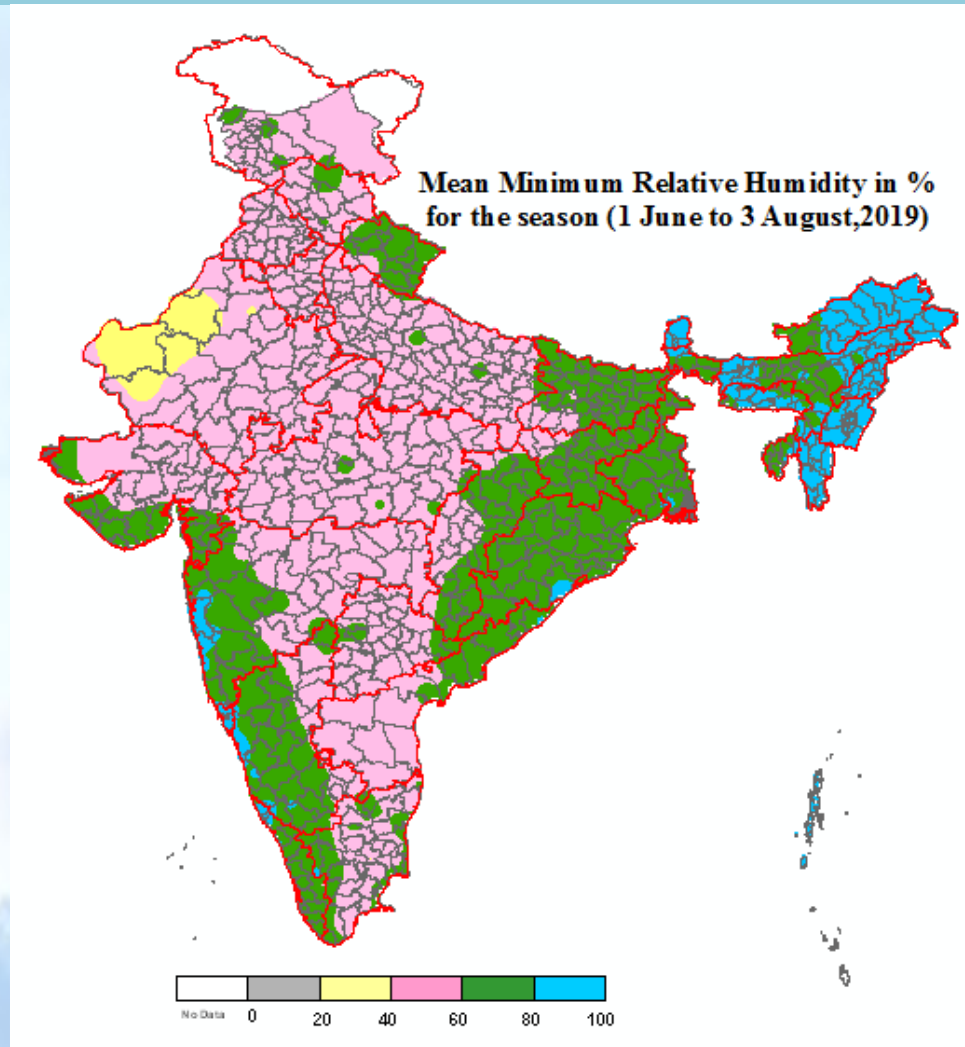 Mean Minimum Relative Humidity in %
for the season (1 June to 3 August,2019)
No Data 0 20 40 60 80 100